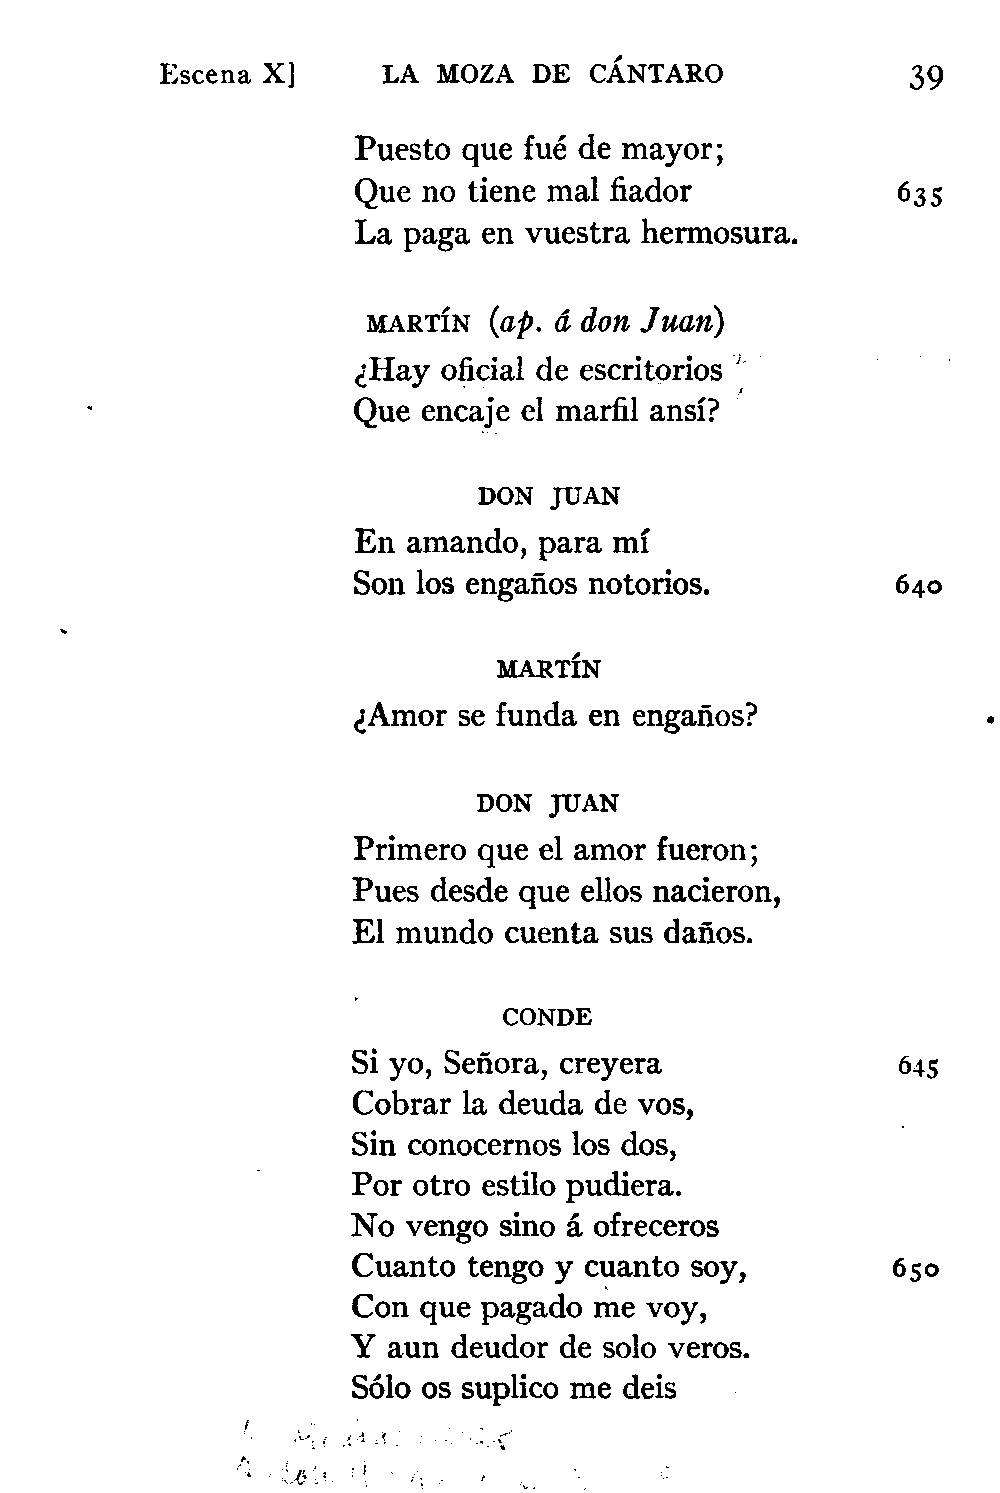 Escena X] LA MOZA DE CÁNTARO 39
Puesto que fué de mayor;
Que no tiene mal fiador 635
La paga en vuestra hermosura.
MARTÍN (ap. á don Juan)
¿Hay oficial de escritorios
Que encaje el marfil ansí?
DON JUAN
En amando, para mí
Son los engaños notorios. 640
MARTÍN
¿Amor se funda en engaños?
DON JUAN
Primero que el amor fueron;
Pues desde que ellos nacieron,
El mundo cuenta sus daños.
CONDE
Si yo, Señora, creyera 645
Cobrar la deuda de vos,
Sin conocernos los dos,
Por otro estilo pudiera.
No vengo sino á ofreceros
Cuanto tengo y cuanto soy, 650
Con que pagado me voy,
Y aun deudor de solo veros.
Sólo os suplico me deis